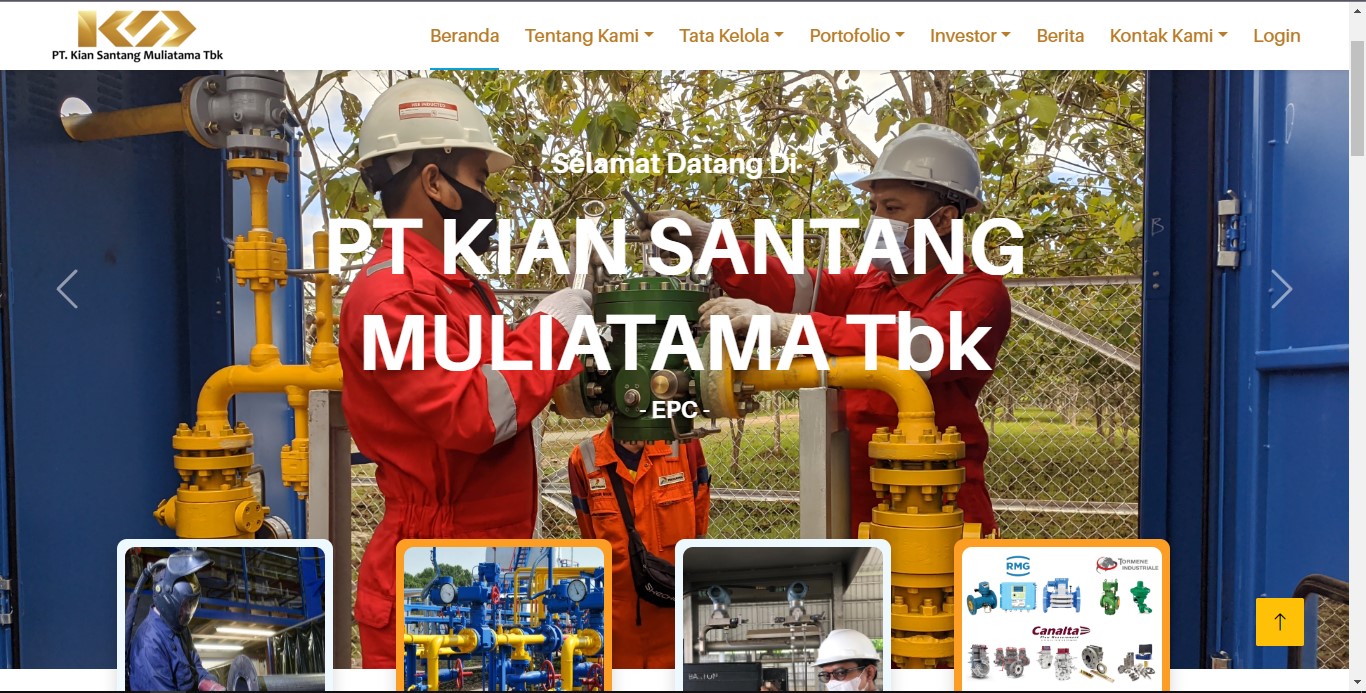 PT. Kian Santang Muliatama Tbk
Beranda
Tentang Kami
Tata Kelola
Portofolio
Investor
Berita
Kontak Kami
Login
Selamat Datang Di
PT KIAN SANTANG
MULIATAMA Tbk
- EPC -
RMG
TORMENE
INDUSTRIALE
Canalta